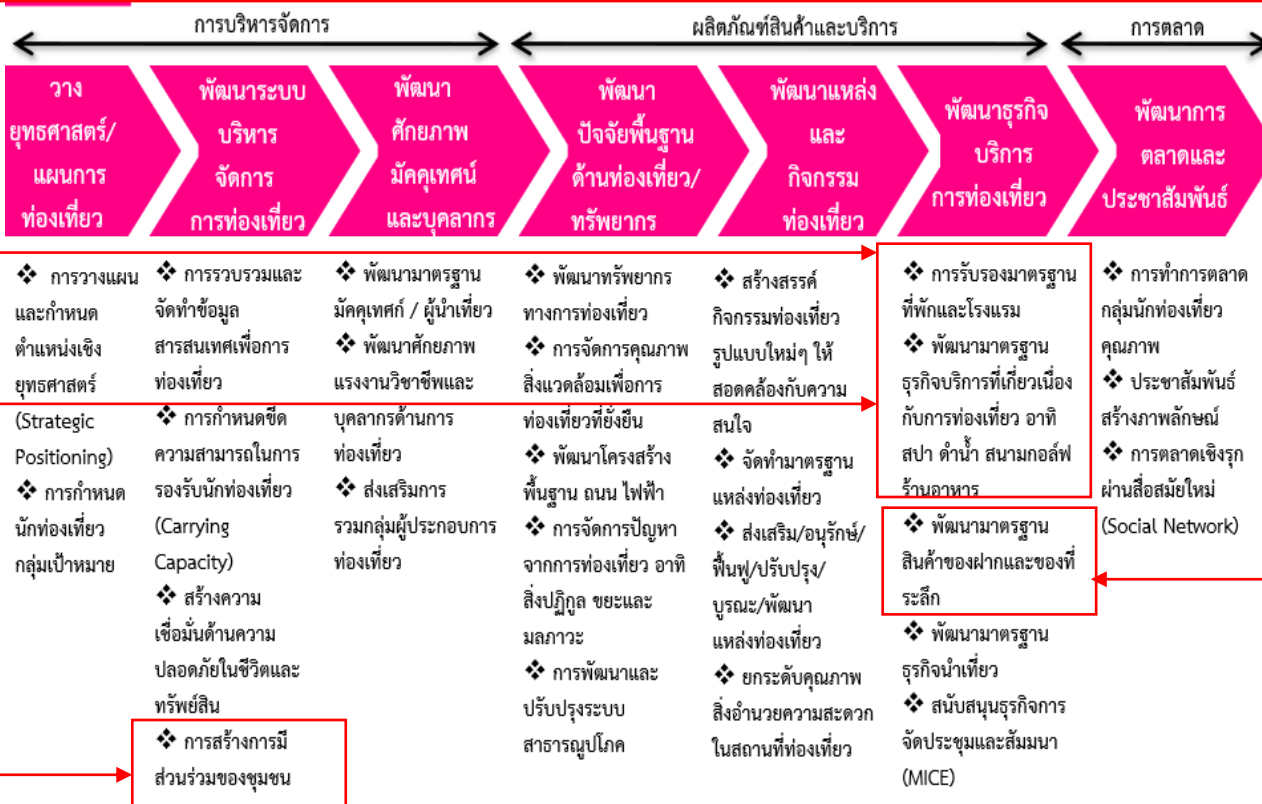 การบริหารจัดการ
ผลิตภัณฑ์สินค้าและบริการ
การตลาด
วาง
ยุทธศาสตร์/
แผนการ
ท่องเที่ยว
พัฒนาระบบ
บริหาร
จัดการ
การท่องเที่ยว
พัฒนา
ศักยภาพ
มัคคุเทศน์
และบุคลากร
พัฒนา
ปัจจัยพื้นฐาน
ด้านท่องเที่ยว/
ทรัพยากร
พัฒนาแหล่ง
และ
กิจกรรม
ท่องเที่ยว
พัฒนาธุรกิจ
บริการ
การท่องเที่ยว
พัฒนาการ
ตลาดและ
ประชาสัมพันธ์
❖ การวางแผน
และกำหนด
ตำแหน่งเชิง
ยุทธศาสตร์
(Strategic
Positioning)
❖ การกำหนด
นักท่องเที่ยว
กลุ่มเป้าหมาย
❖ การรวบรวมและ
จัดทำข้อมูล
สารสนเทศเพื่อการ
ท่องเที่ยว
❖ การกำหนดขีด
ความสามารถในการ
รองรับนักท่องเที่ยว
(Carrying
Capacity)
❖ สร้างความ
เชื่อมั่นด้านความ
ปลอดภัยในชีวิตและ
ทรัพย์สิน
❖ การสร้างการมี
ส่วนร่วมของชุมชน
❖ พัฒนามาตรฐาน
มัคคุเทศก์ / ผู้นำเที่ยว
❖ พัฒนาศักยภาพ
แรงงานวิชาชีพและ
บุคลากรด้านการ
ท่องเที่ยว
❖ ส่งเสริมการ
รวมกลุ่มผู้ประกอบการ
ท่องเที่ยว
❖ พัฒนาทรัพยากร
ทางการท่องเที่ยว
❖ การจัดการคุณภาพ
สิ่งแวดล้อมเพื่อการ
ท่องเที่ยวที่ยั่งยืน
❖ พัฒนาโครงสร้าง
พื้นฐาน ถนน ไฟฟ้า
❖ การจัดการปัญหา
จากการท่องเที่ยว อาทิ
สิ่งปฏิกูล ขยะและ
มลภาวะ
❖ การพัฒนาและ
ปรับปรุงระบบ
สาธารณูปโภค
❖ สร้างสรรค์
กิจกรรมท่องเที่ยว
รูปแบบใหม่ๆ ให้
สอดคล้องกับความ
สนใจ
❖ จัดทำมาตรฐาน
แหล่งท่องเที่ยว
❖ ส่งเสริม/อนุรักษ์/
ฟื้นฟู/ปรับปรุง/
บูรณะ/พัฒนา
แหล่งท่องเที่ยว
❖ ยกระดับคุณภาพ
สิ่งอำนวยความสะดวก
ในสถานที่ท่องเที่ยว
❖ การรับรองมาตรฐาน
ที่พักและโรงแรม
❖ พัฒนามาตรฐาน
ธุรกิจบริการที่เกี่ยวเนื่อง
กับการท่องเที่ยว อาทิ
สปา ดำน้ำ สนามกอล์ฟ
ร้านอาหาร
❖ พัฒนามาตรฐาน
สินค้าของฝากและของที่
ระลึก
❖ พัฒนามาตรฐาน
ธุรกิจนำเที่ยว
❖ สนับสนุนธุรกิจการ
จัดประชุมและสัมมนา
(MICE)
❖ การทำการตลาด
กลุ่มนักท่องเที่ยว
คุณภาพ
❖ ประชาสัมพันธ์
สร้างภาพลักษณ์
❖ การตลาดเชิงรุก
ผ่านสื่อสมัยใหม่
(Social Network)